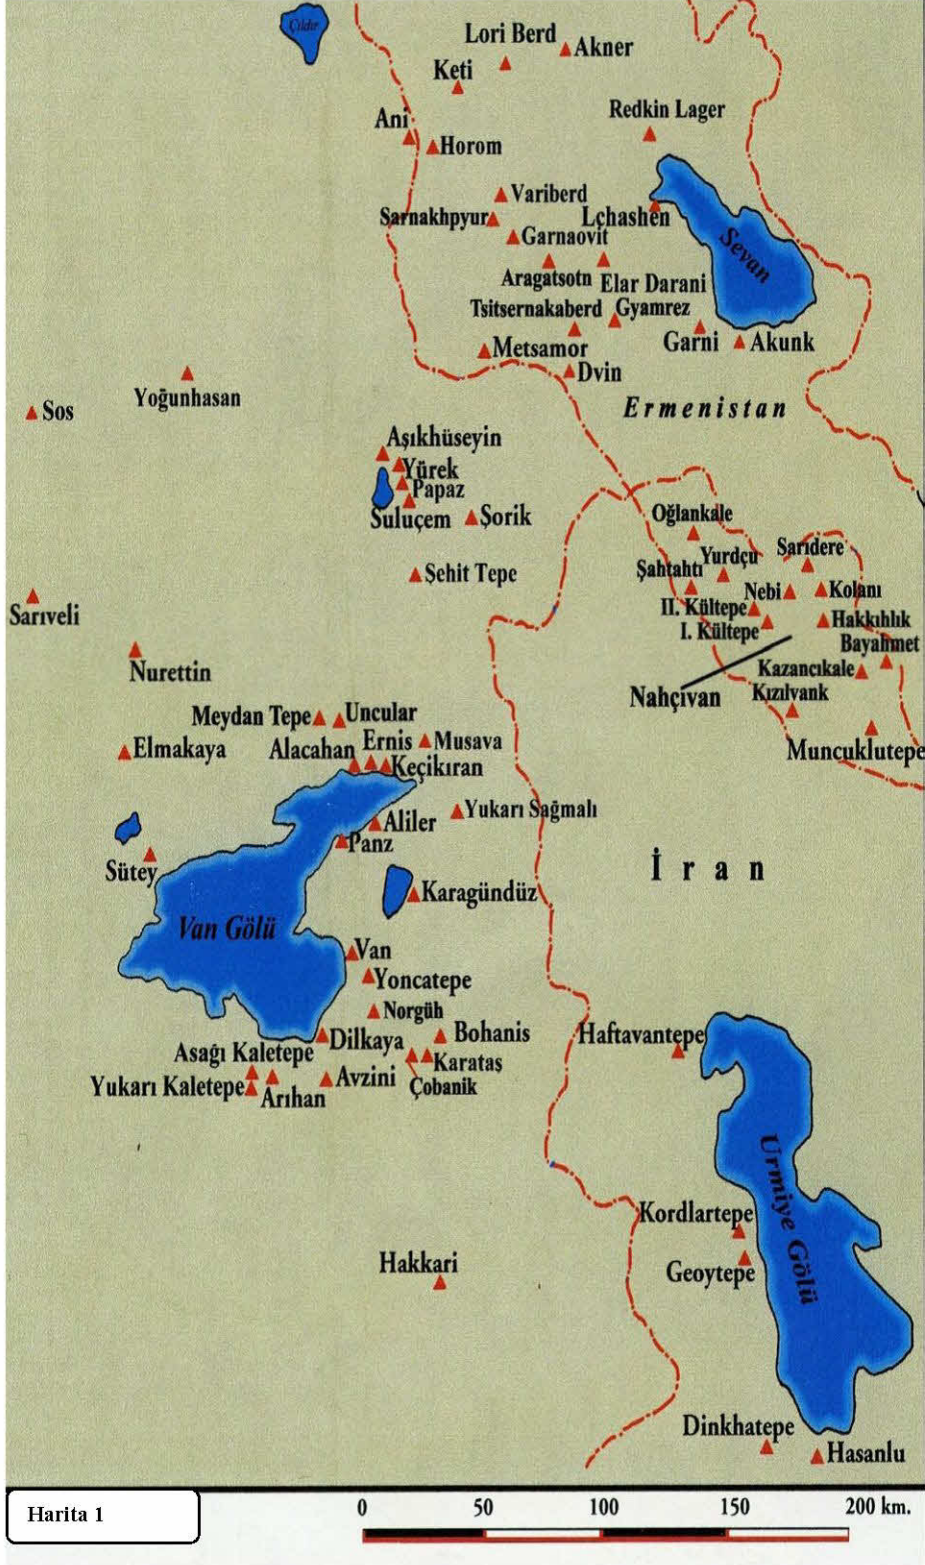 Çıldır
Lori Berd
Akner
Keti
Redkin Lager
Ani
Horom
Variberd
Sarnakhpyur
Lçhashen
Garnaovit
Sevan
Aragatsotn
Elar Darani
Tsitsernakaberd
Gyamrez
Garni
Akunk
Metsamor
Dvin
Yoğunhasan
Sos
Ermenistan
Aşıkhüseyin
Yürek
Papaz
Suluçem
Şorik
Oğlankale
Şehit Tepe
Şahtahtı
Yurdçu
Sarıdere
Nebi
Kolanı
II. Kültepe
I. Kültepe
Hakkıhlık
Bayahmet
Sarıveli
Nurettin
Kazancıkale
Nahçıvan
Kızılvank
Meydan Tepe
Uncular
Muncuklutepe
Elmakaya
Alacahan
Ernis
Musava
Keçikıran
Yukarı Sağmalı
Aliler
Panz
Sütey
İran
Karagündüz
Van Gölü
Van
Yoncatepe
Norgüh
Dilkaya
Bohanis
Haftavantepe
Asağı Kaletepe
Karataş
Yukarı Kaletepe
Arıhan
Avzini
Çobanik
Urmiye Gölü
Kordlartepe
Geoytepe
Hakkari
Dinkhatepe
Hasanlu
Harita 1
0 50 100 150 200 km.